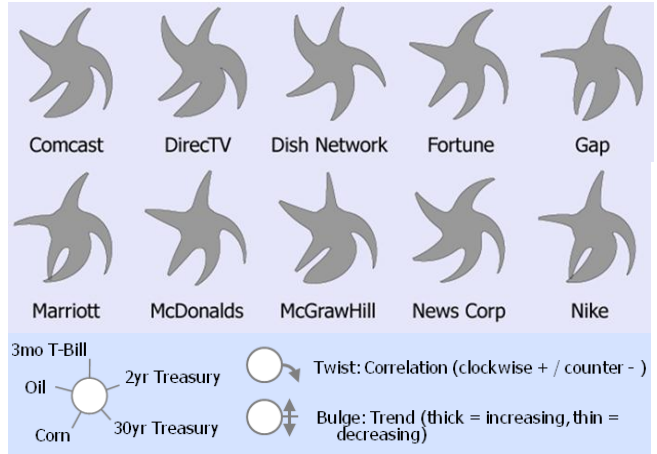 Comcast DirecTV Dish Network Fortune Gap
Marriott McDonalds McGrawHill News Corp Nike
3mo T-Bill
Oil
2yr Treasury
Corn
30yr Treasury
Twist: Correlation (clockwise + / counter - )
Bulge: Trend (thick = increasing, thin =
decreasing)